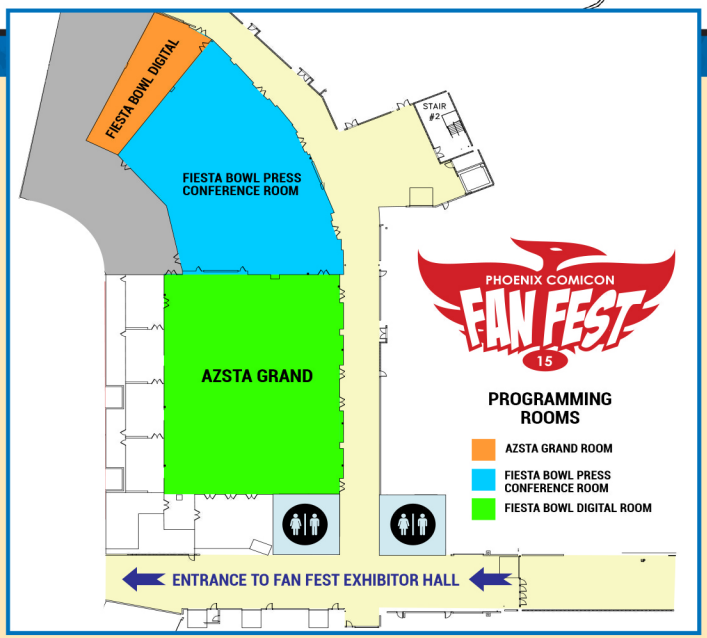 FIESTA BOWL DIGITAL
STAIR
#2
FIESTA BOWL PRESS
CONFERENCE ROOM
PHOENIX COMICON
FAN FEST
15
AZSTA GRAND
PROGRAMMING
ROOMS
AZSTA GRAND ROOM
FIESTA BOWL PRESS
CONFERENCE ROOM
FIESTA BOWL DIGITAL ROOM
UP
ENTRANCE TO FAN FEST EXHIBITOR HALL